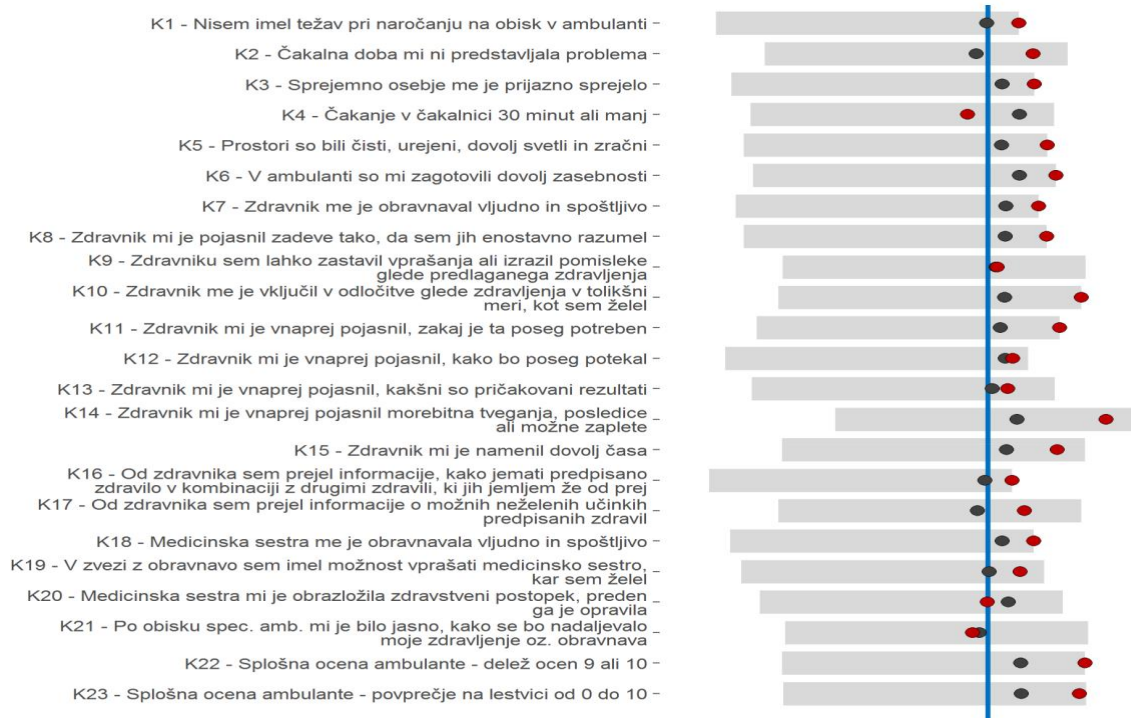 K1 - Nisem imel težav pri naročanju na obisk v ambulanti
K2 - Čakalna doba mi ni predstavljala problema
K3 - Sprejemno osebje me je prijazno sprejelo
K4 - Čakanje v čakalnici 30 minut ali manj
K5 - Prostori so bili čisti, urejeni, dovolj svetli in zračni
K6 - V ambulanti so mi zagotovili dovolj zasebnosti
K7 - Zdravnik me je obravnaval vljudno in spoštljivo
K8 - Zdravnik mi je pojasnil zadeve tako, da sem jih enostavno razumel
K9 - Zdravniku sem lahko zastavil vprašanja ali izrazil pomisleke
glede predlaganega zdravljenja
K10 - Zdravnik me je vključil v odločitve glede zdravljenja v tolikšni
meri, kot sem želel
K11 - Zdravnik mi je vnaprej pojasnil, zakaj je ta poseg potreben
K12 - Zdravnik mi je vnaprej pojasnil, kako bo poseg potekal
K13 - Zdravnik mi je vnaprej pojasnil, kakšni so pričakovani rezultati
K14 - Zdravnik mi je vnaprej pojasnil morebitna tveganja, posledice
ali možne zaplete
K15 - Zdravnik mi je namenil dovolj časa
K16 - Od zdravnika sem prejel informacije, kako jemati predpisano
zdravilo v kombinaciji z drugimi zdravili, ki jih jemljem že od prej
K17 - Od zdravnika sem prejel informacije o možnih neželenih učinkih
predpisanih zdravil
K18 - Medicinska sestra me je obravnavala vljudno in spoštljivo
K19 - V zvezi z obravnavo sem imel možnost vprašati medicinsko sestro,
kar sem želel
K20 - Medicinska sestra mi je obrazložila zdravstveni postopek, preden
ga je opravila
K21 - Po obisku spec. amb. mi je bilo jasno, kako se bo nadaljevalo
moje zdravljenje oz. obravnava
K22 - Splošna ocena ambulante - delež ocen 9 ali 10
K23 - Splošna ocena ambulante - povprečje na lestvici od 0 do 10